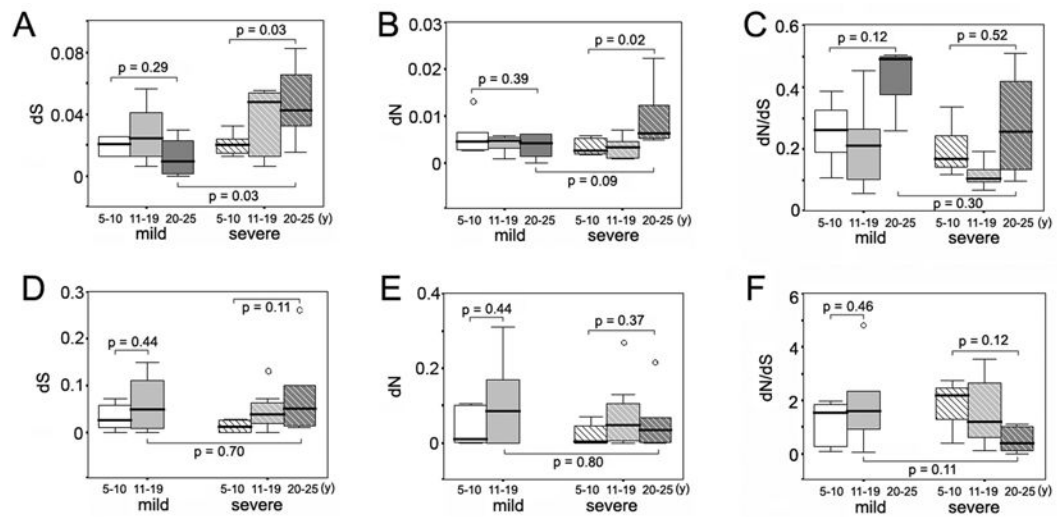 A
dS
0.08
0.04
0
p = 0.29
p = 0.03
p = 0.03
5-10 11-19 20-25 5-10 11-19 20-25 (y)
mild severe
B
dN
0.03
0.02
0.01
0
p = 0.39
p = 0.02
p = 0.09
5-10 11-19 20-25 5-10 11-19 20-25 (y)
mild severe
C
dN/dS
0.6
0.4
0.2
0
p = 0.12
p = 0.52
p = 0.30
5-10 11-19 20-25 5-10 11-19 20-25 (y)
mild severe
D
dS
0.3
0.2
0.1
0
p = 0.44
p = 0.11
p = 0.70
5-10 11-19 5-10 11-19 20-25 (y)
mild severe
E
dN
0.4
0.2
0
p = 0.44
p = 0.37
p = 0.80
5-10 11-19 5-10 11-19 20-25 (y)
mild severe
F
dN/dS
6
4
2
0
p = 0.46
p = 0.12
p = 0.11
5-10 11-19 5-10 11-19 20-25 (y)
mild severe